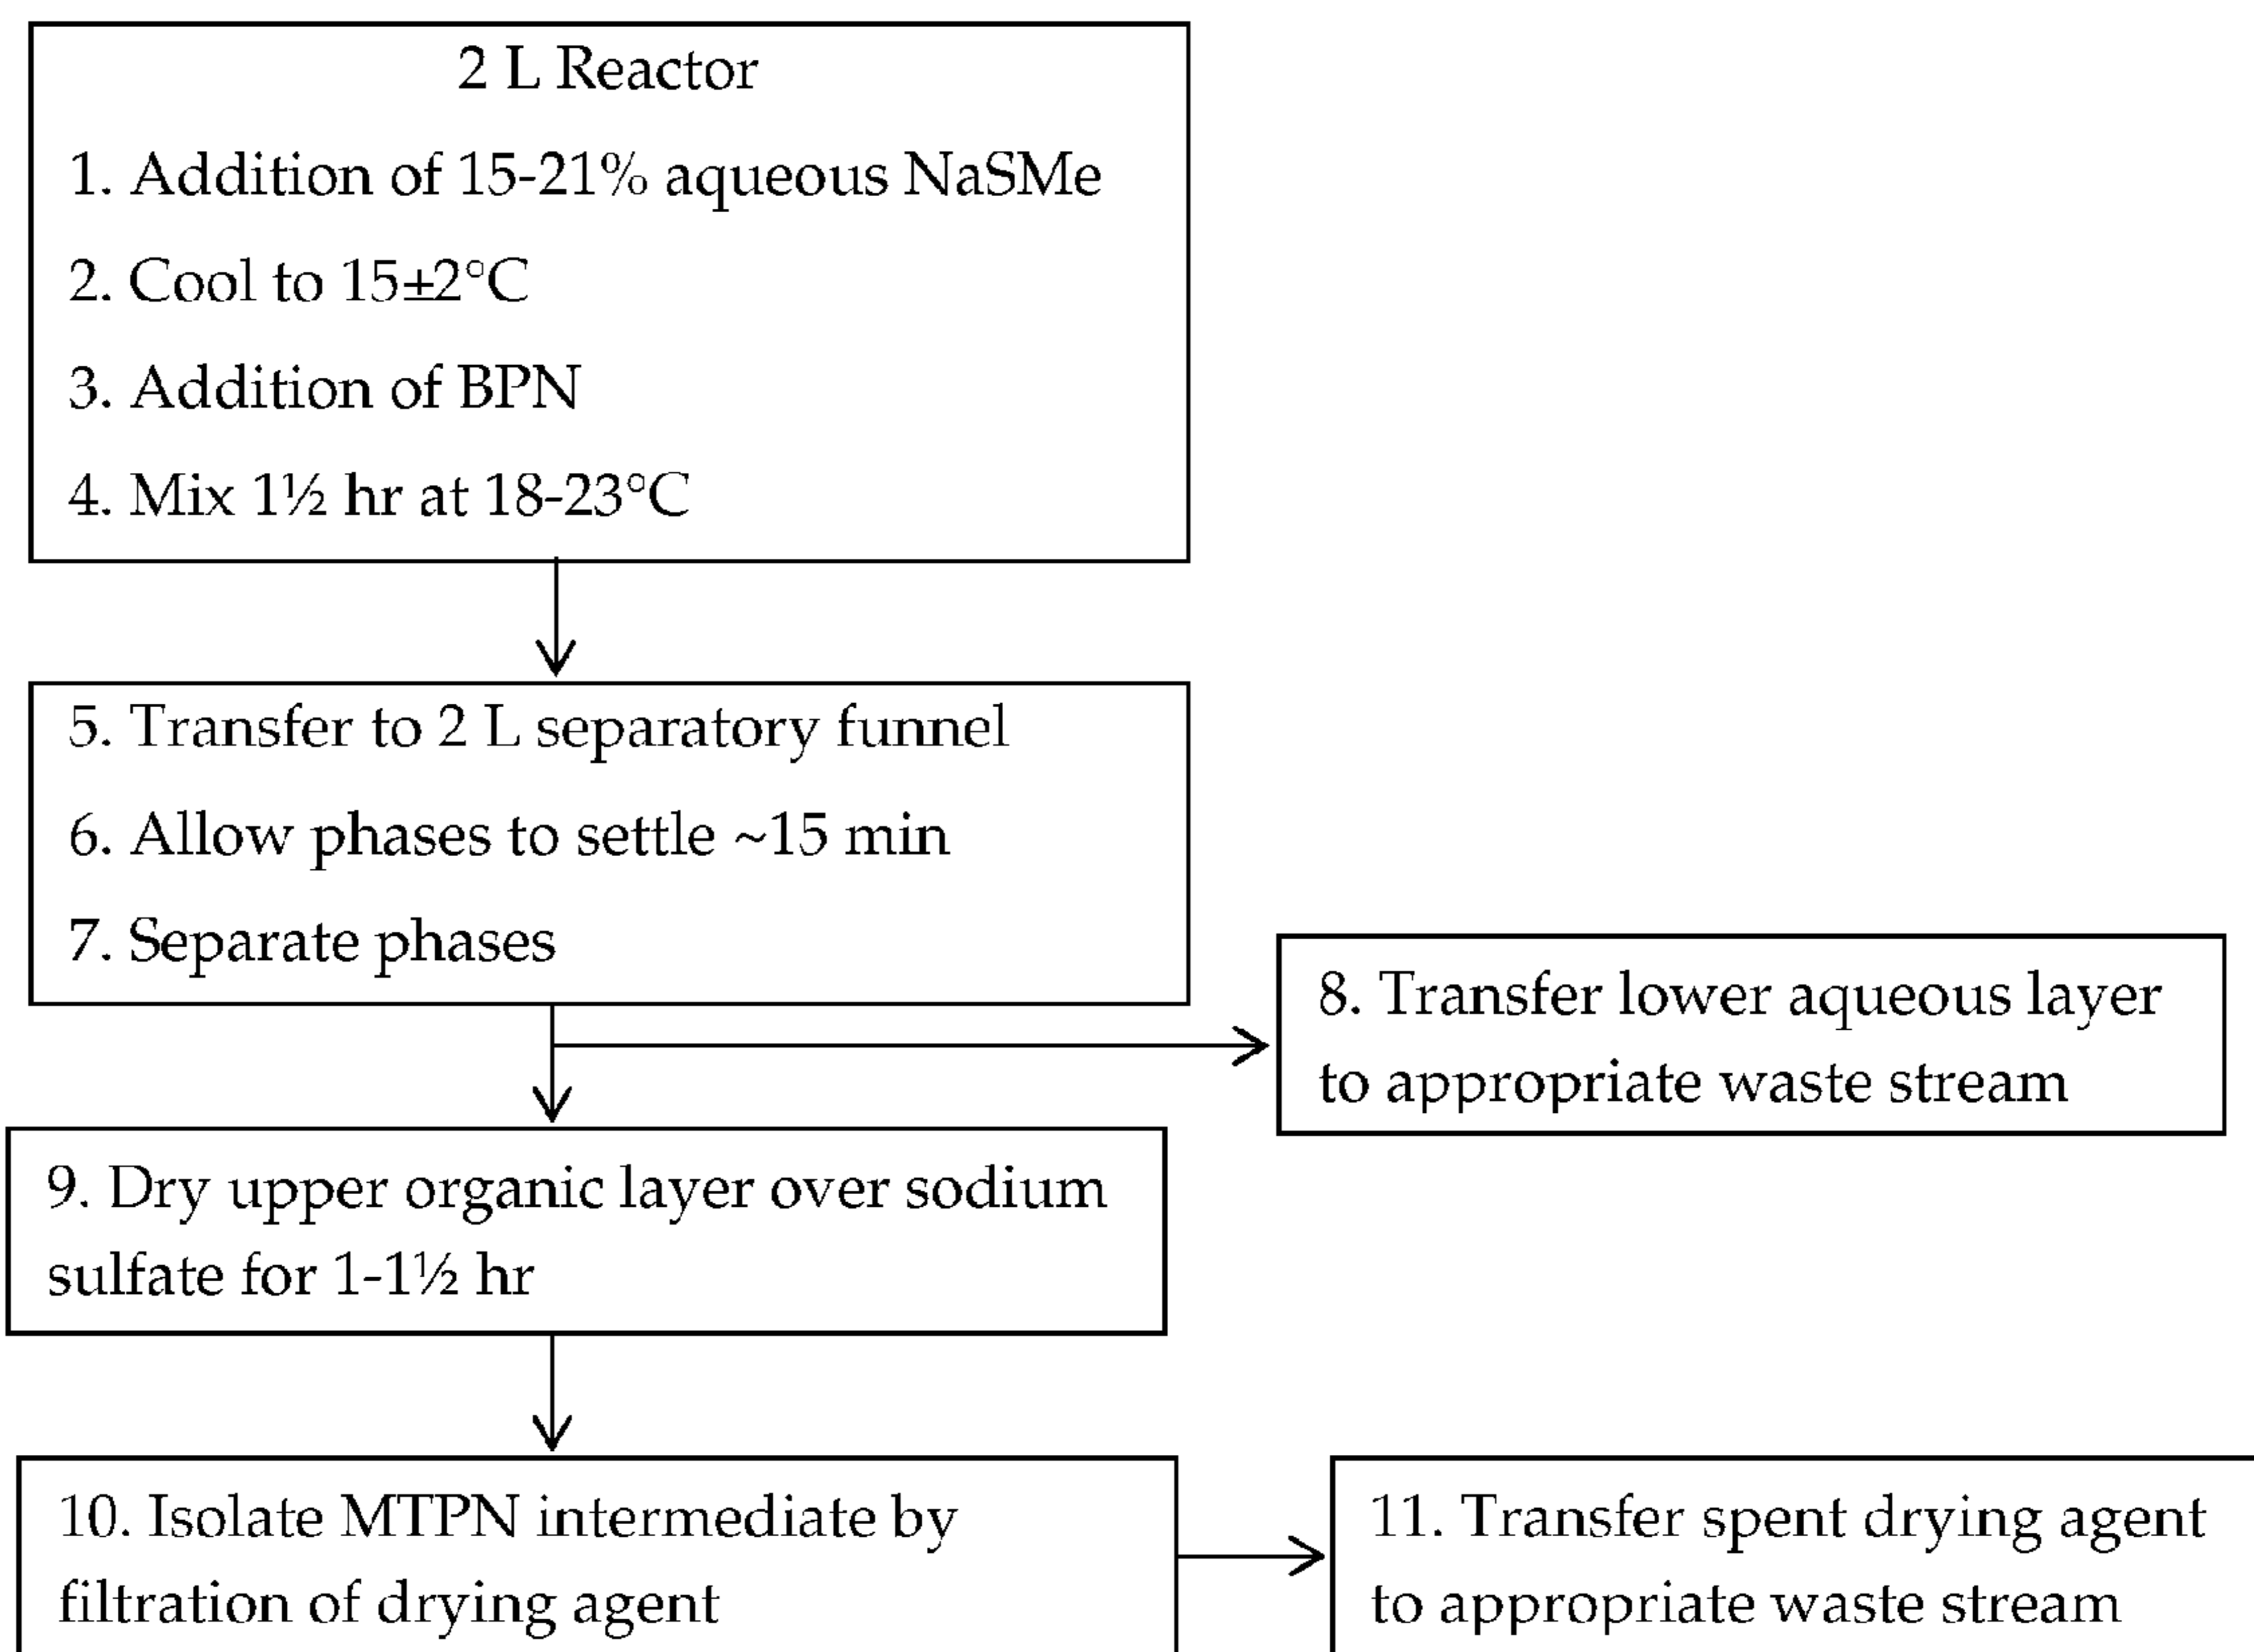 2 L Reactor
1. Addition of 15-21% aqueous NaSMe
2. Cool to 15±2°C
3. Addition of BPN
4. Mix 1½ hr at 18-23°C
5. Transfer to 2 L separatory funnel
6. Allow phases to settle ~15 min
7. Separate phases
8. Transfer lower aqueous layer
to appropriate waste stream
9. Dry upper organic layer over sodium
sulfate for 1-1½ hr
10. Isolate MTPN intermediate by
filtration of drying agent
11. Transfer spent drying agent
to appropriate waste stream